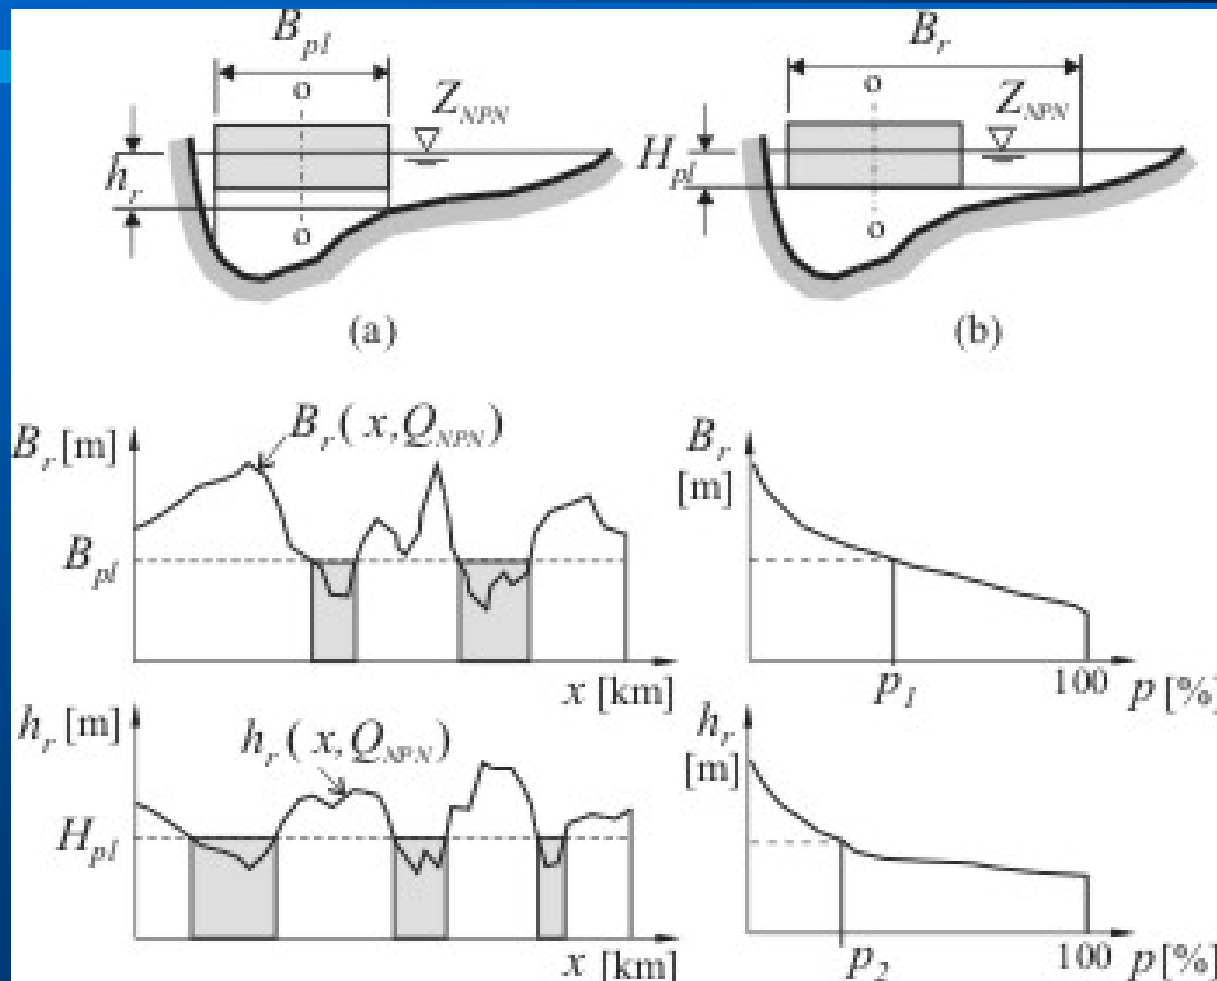 B_pl
o
Z_NPN
h_r
o
(a)
B_r
o
Z_NPN
H_pl
o
(b)
B_r [m]
B_r ( x, Q_NPN )
B_pl
x [km]
B_r
[m]
p_1
100
p [%]
h_r [m]
h_r ( x, Q_NPN )
H_pl
x [km]
h_r
[m]
p_2
100
p [%]